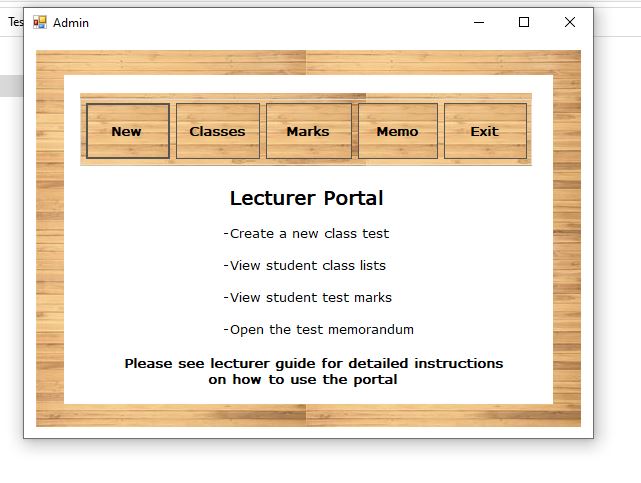 Tes
Admin
New Classes Marks Memo Exit
Lecturer Portal
-Create a new class test
-View student class lists
-View student test marks
-Open the test memorandum
Please see lecturer guide for detailed instructions
on how to use the portal